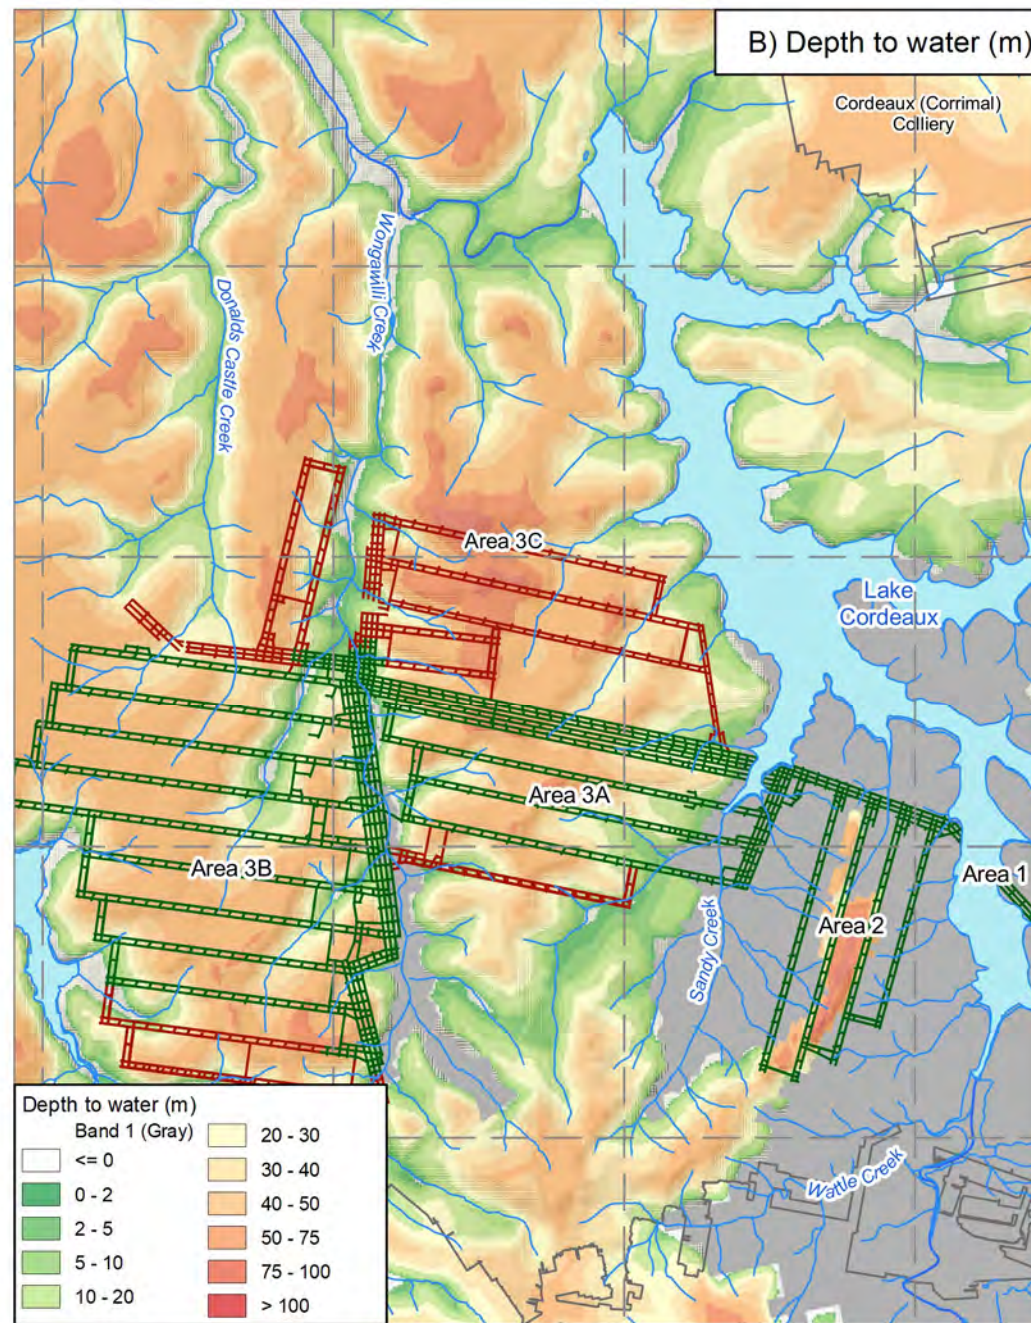 B) Depth to water (m)
Cordeaux (Corrimal)
Colliery
Wongawilli Creek
Donalds Castle Creek
Area 3C
Lake
Cordeaux
Area 3A
Area 3B
Area 1
Area 2
Sandy Creek
Wattle Creek
Depth to water (m)
Band 1 (Gray)
<= 0
0 - 2
2 - 5
5 - 10
10 - 20
20 - 30
30 - 40
40 - 50
50 - 75
75 - 100
> 100